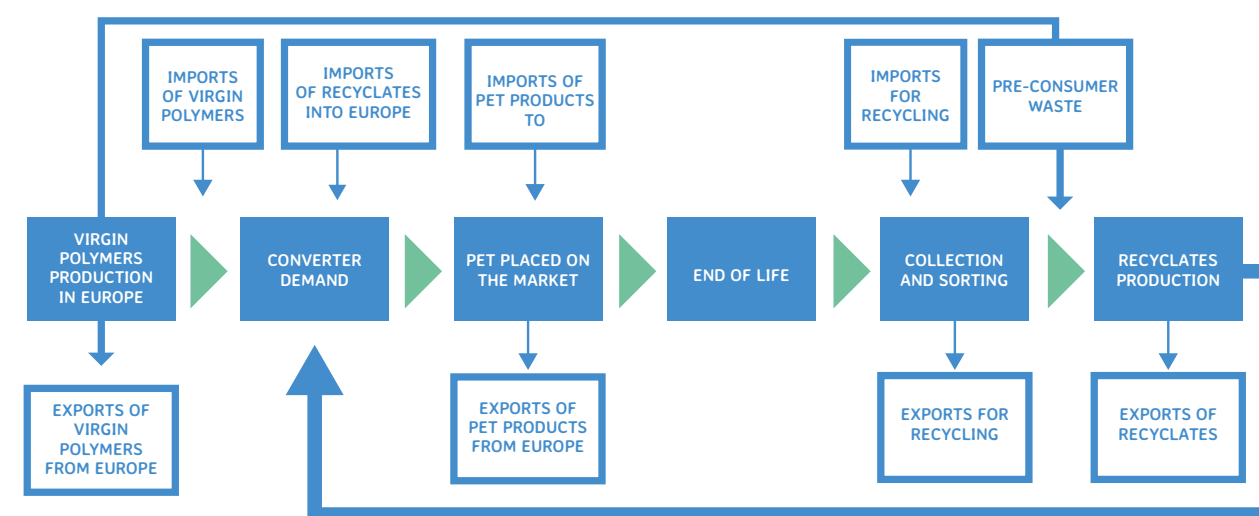 IMPORTS
OF VIRGIN
POLYMERS
IMPORTS
OF RECYCLATES
INTO EUROPE
IMPORTS OF
PET PRODUCTS
TO
IMPORTS
FOR
RECYCLING
PRE-CONSUMER
WASTE
VIRGIN
POLYMERS
PRODUCTION
IN EUROPE
CONVERTER
DEMAND
PET PLACED ON
THE MARKET
END OF LIFE
COLLECTION
AND SORTING
RECYCLATES
PRODUCTION
EXPORTS OF
VIRGIN
POLYMERS
FROM EUROPE
EXPORTS OF
PET PRODUCTS
FROM EUROPE
EXPORTS FOR
RECYCLING
EXPORTS OF
RECYCLATES